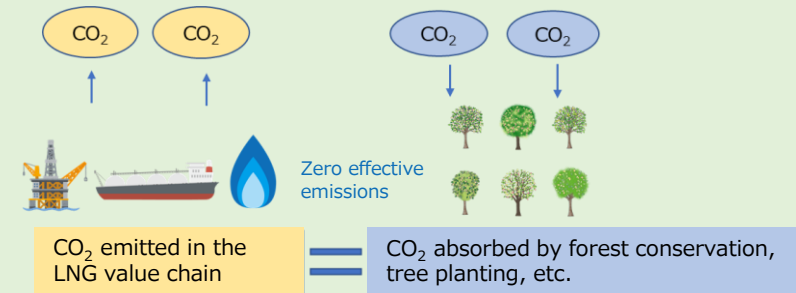 CO₂ CO₂ CO₂ CO₂
Zero effective
emissions
CO₂ emitted in the
LNG value chain
CO₂ absorbed by forest conservation,
tree planting, etc.